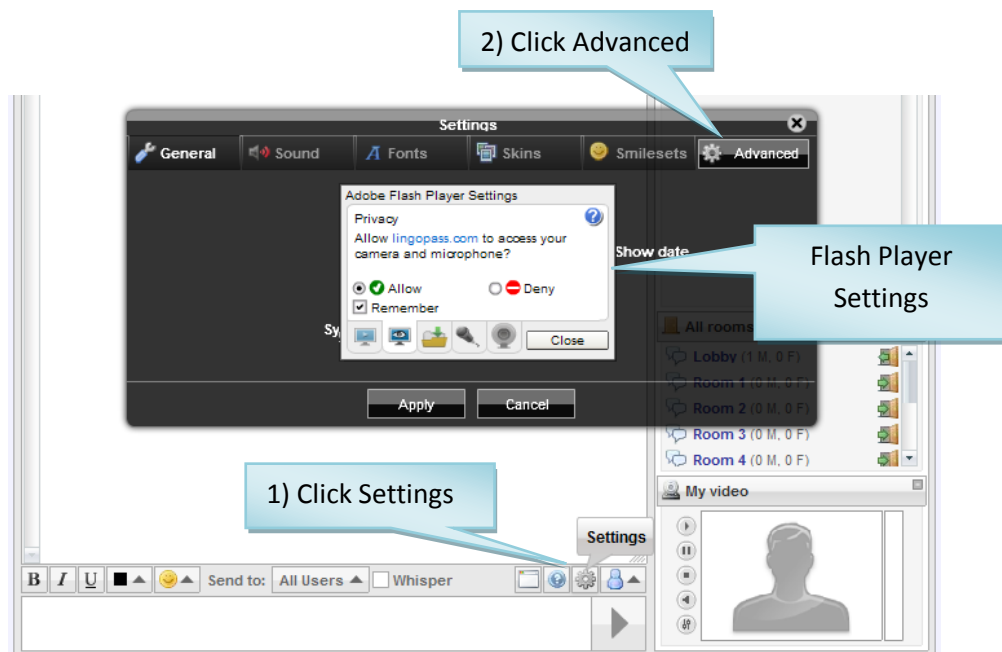 2) Click Advanced
Settings
General
Sound
A Fonts
Skins
Smilesets
Advanced
Adobe Flash Player Settings
Privacy
Allow lingopass.com to access your
camera and microphone?
Allow
Deny
Remember
Close
Show date
Flash Player
Settings
Sy
All rooms
Lobby (1 M, 0 F)
Room 1 (0 M, 0 F)
Room 2 (0 M, 0 F)
Room 3 (0 M, 0 F)
Room 4 (0 M, 0 F)
Apply
Cancel
1) Click Settings
My video
Settings
B I U
Send to: All Users
Whisper